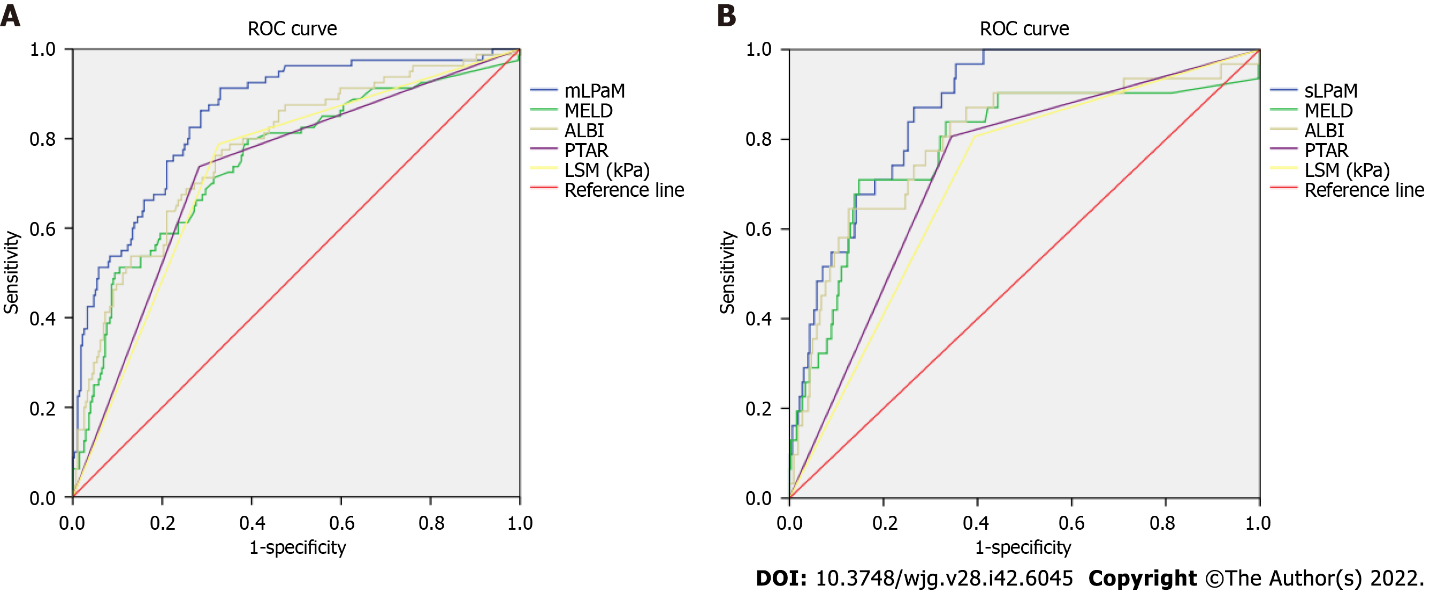 A
ROC curve
1.0
0.8
0.6
0.4
0.2
0.0
Sensitivity
0.0 0.2 0.4 0.6 0.8 1.0
1-specificity
mLPaM
MELD
ALBI
PTAR
LSM (kPa)
Reference line
B
ROC curve
1.0
0.8
0.6
0.4
0.2
0.0
Sensitivity
0.0 0.2 0.4 0.6 0.8 1.0
1-specificity
sLPaM
MELD
ALBI
PTAR
LSM (kPa)
Reference line
DOI: 10.3748/wjg.v28.i42.6045 Copyright ©The Author(s) 2022.